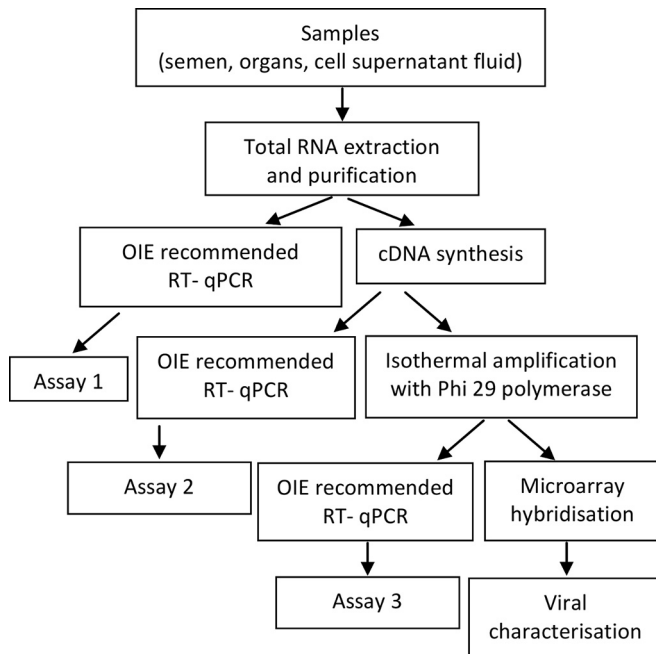 Samples
(semen, organs, cell supernatant fluid)
Total RNA extraction
and purification
OIE recommended
RT- qPCR
cDNA synthesis
Assay 1
OIE recommended
RT- qPCR
Isothermal amplification
with Phi 29 polymerase
Assay 2
OIE recommended
RT- qPCR
Microarray
hybridisation
Assay 3
Viral
characterisation